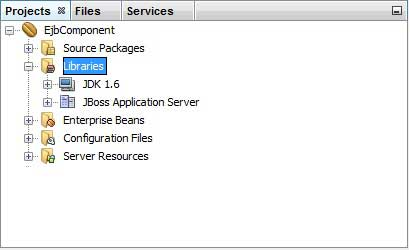 Projects Files Services
EjbComponent
Source Packages
Libraries
JDK 1.6
JBoss Application Server
Enterprise Beans
Configuration Files
Server Resources